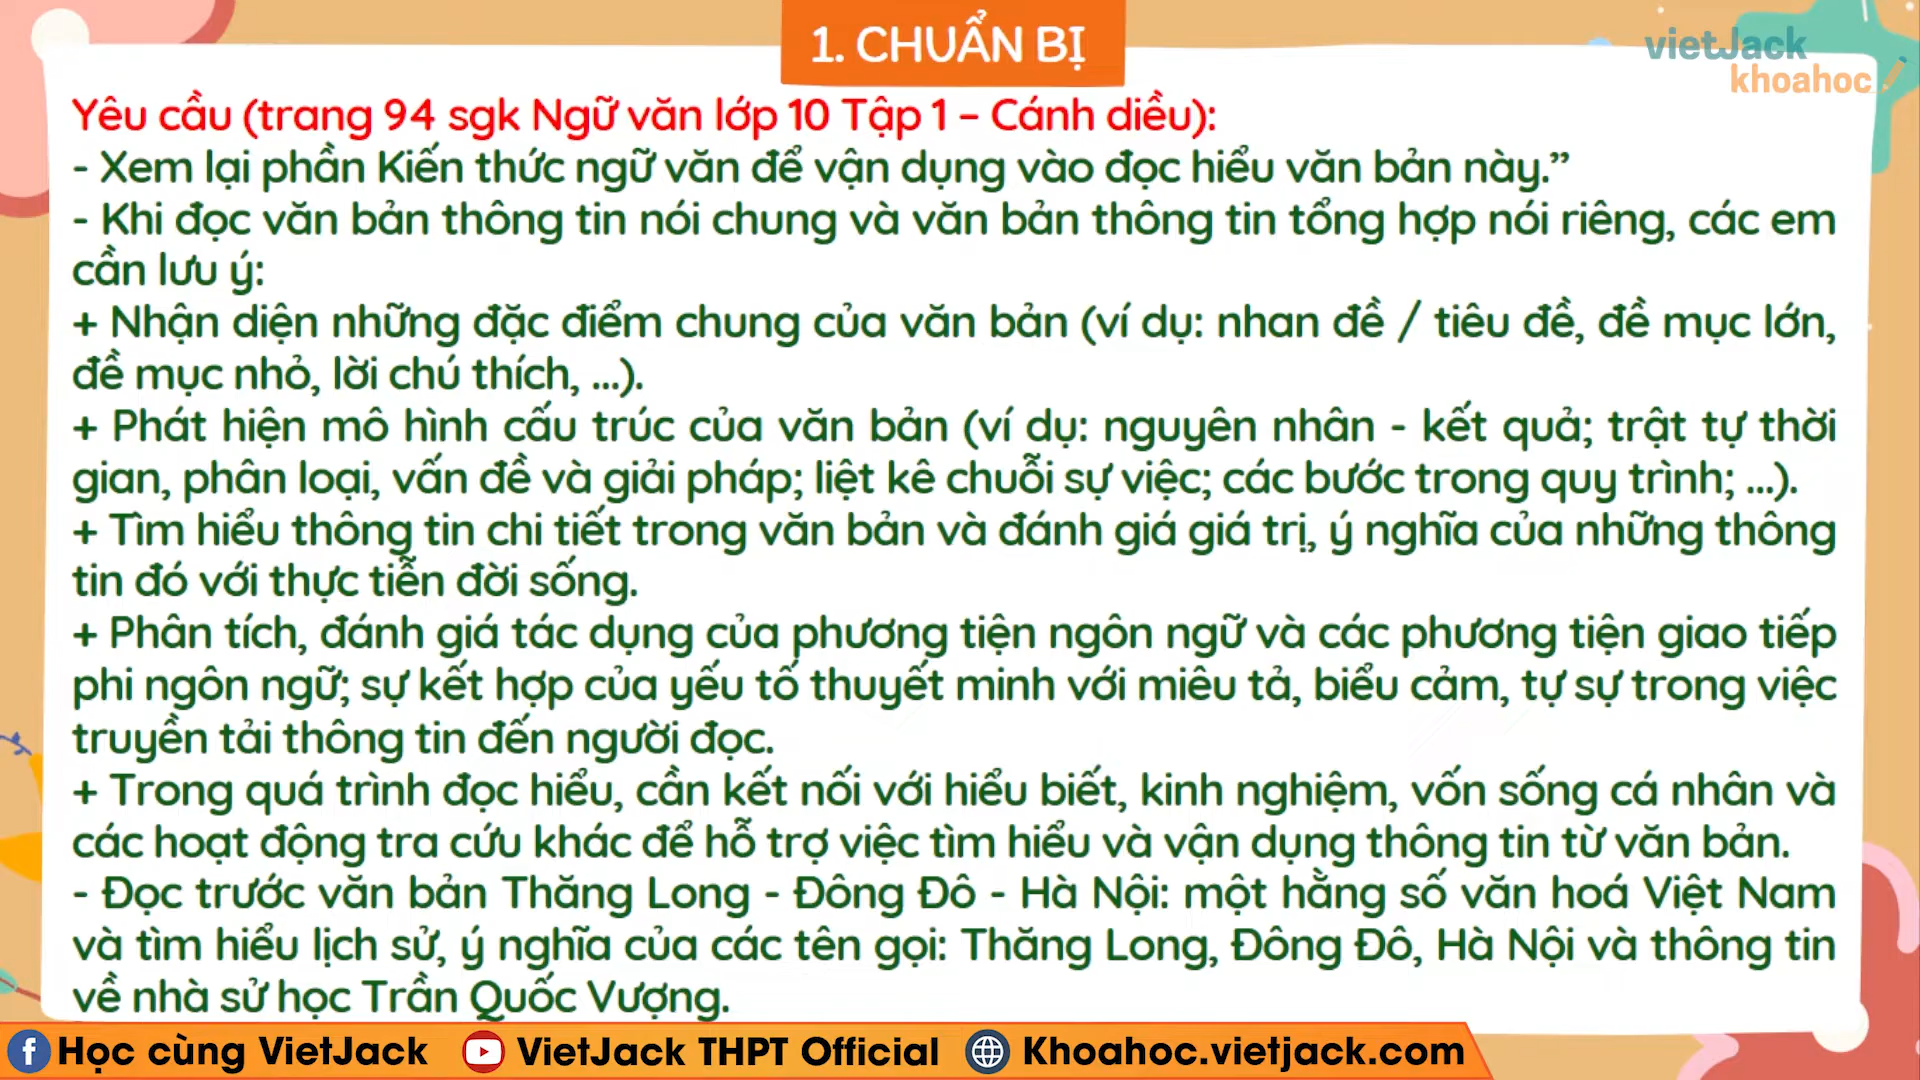 1. CHUẨN BỊ
vietJack
khoahoc
Yêu cầu (trang 94 sgk Ngữ văn lớp 10 Tập 1 – Cánh diều):
- Xem lại phần Kiến thức ngữ văn để vận dụng vào đọc hiểu văn bản này.”
- Khi đọc văn bản thông tin nói chung và văn bản thông tin tổng hợp nói riêng, các em
cần lưu ý:
+ Nhận diện những đặc điểm chung của văn bản (ví dụ: nhan đề / tiêu đề, đề mục lớn,
đề mục nhỏ, lời chú thích, ...).
+ Phát hiện mô hình cấu trúc của văn bản (ví dụ: nguyên nhân - kết quả; trật tự thời
gian, phân loại, vấn đề và giải pháp; liệt kê chuỗi sự việc; các bước trong quy trình; ...).
+ Tìm hiểu thông tin chi tiết trong văn bản và đánh giá giá trị, ý nghĩa của những thông
tin đó với thực tiễn đời sống.
+ Phân tích, đánh giá tác dụng của phương tiện ngôn ngữ và các phương tiện giao tiếp
phi ngôn ngữ; sự kết hợp của yếu tố thuyết minh với miêu tả, biểu cảm, tự sự trong việc
truyền tải thông tin đến người đọc.
+ Trong quá trình đọc hiểu, cần kết nối với hiểu biết, kinh nghiệm, vốn sống cá nhân và
các hoạt động tra cứu khác để hỗ trợ việc tìm hiểu và vận dụng thông tin từ văn bản.
- Đọc trước văn bản Thăng Long - Đông Đô - Hà Nội: một hằng số văn hoá Việt Nam
và tìm hiểu lịch sử, ý nghĩa của các tên gọi: Thăng Long, Đông Đô, Hà Nội và thông tin
về nhà sử học Trần Quốc Vượng.
Học cùng VietJack VietJack THPT Official Khoahoc.vietjack.com